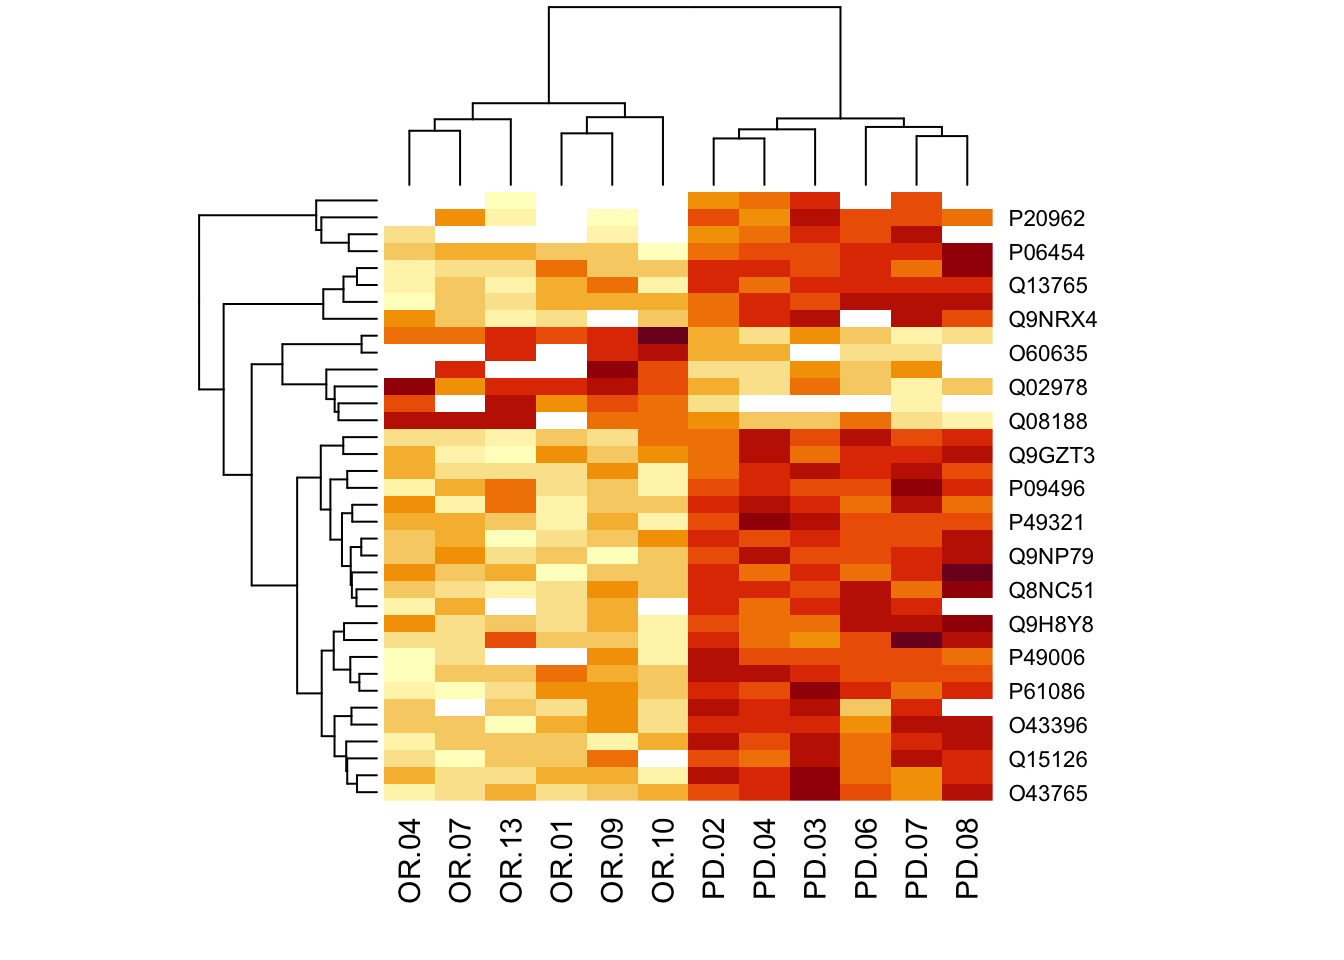 P20962
P06454
Q13765
Q9NRX4
O60635
Q02978
Q08188
Q9GZT3
P09496
P49321
Q9NP79
Q8NC51
Q9H8Y8
P49006
P61086
O43396
Q15126
O43765
OR.04
OR.07
OR.13
OR.01
OR.09
OR.10
PD.02
PD.04
PD.03
PD.06
PD.07
PD.08